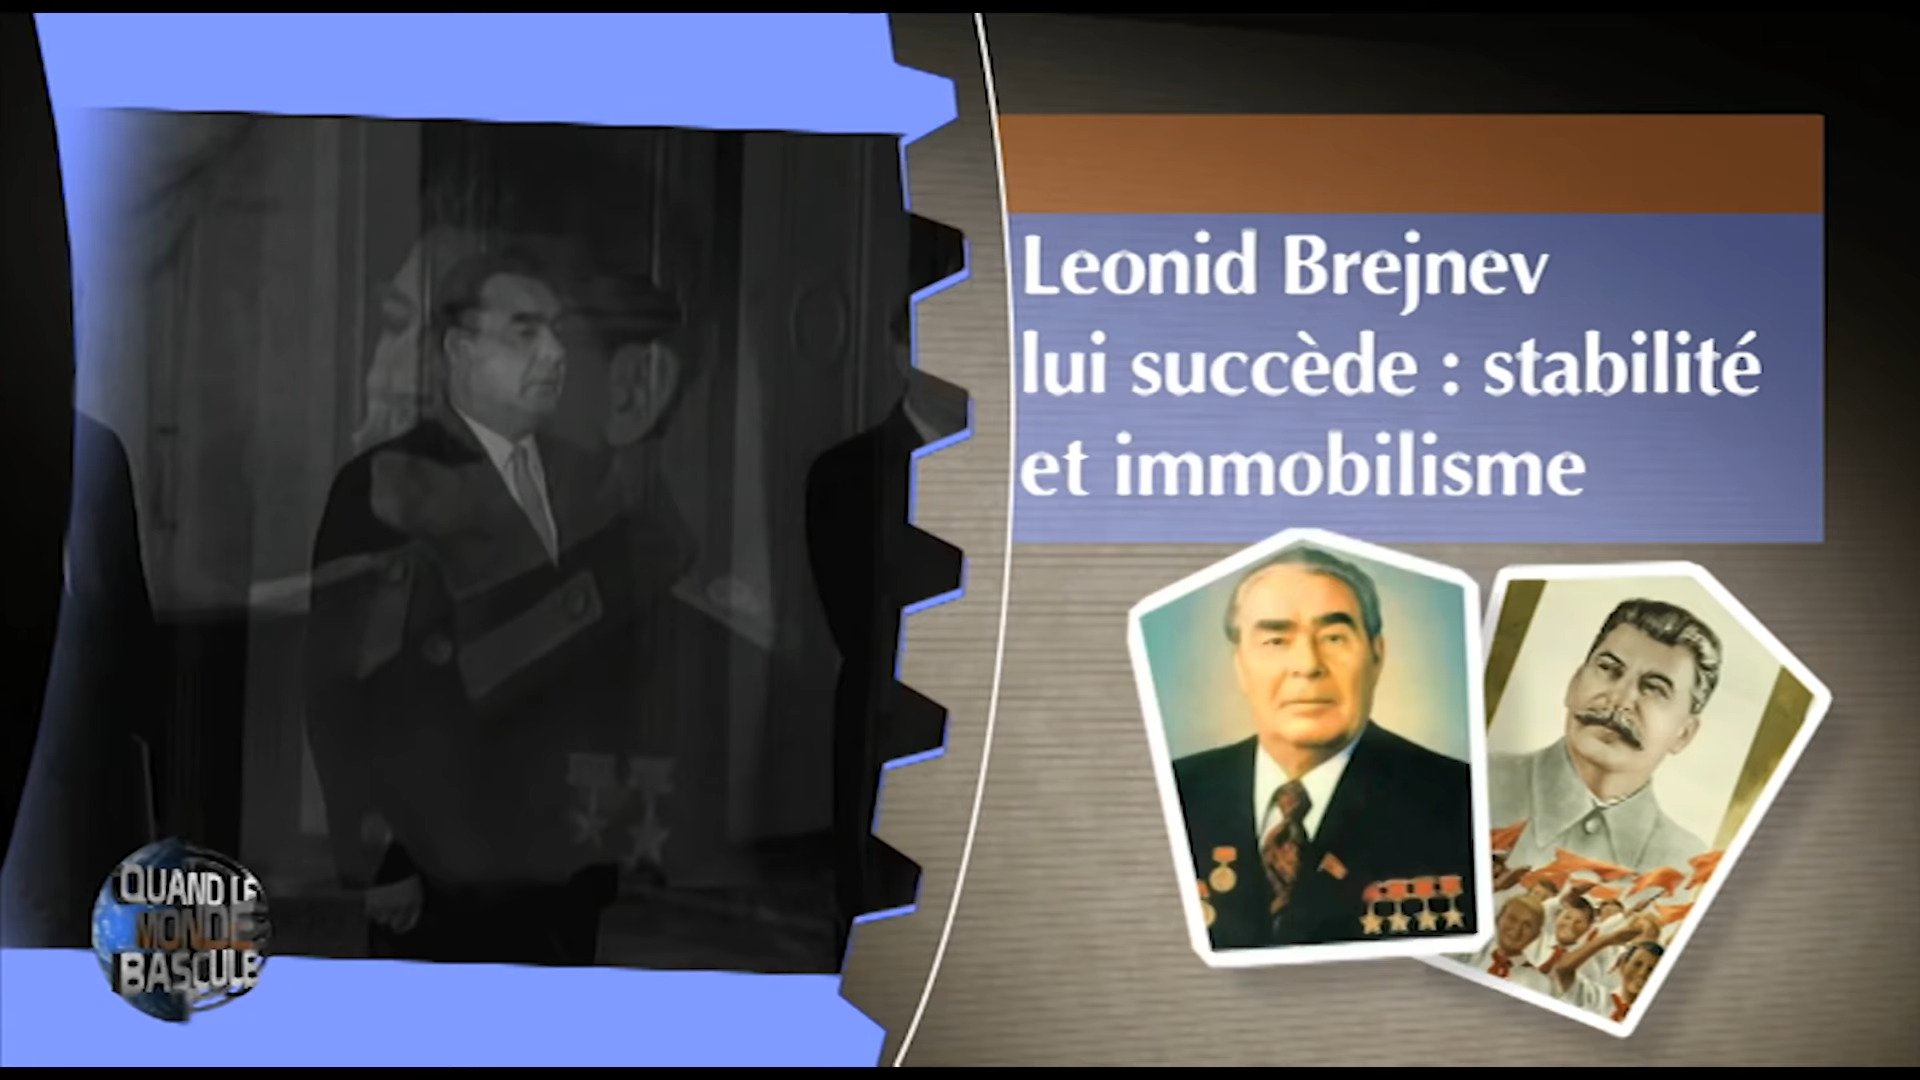 Leonid Brejnev
lui succède : stabilité
et immobilisme
QUAND LE
MONDE
BASCULE